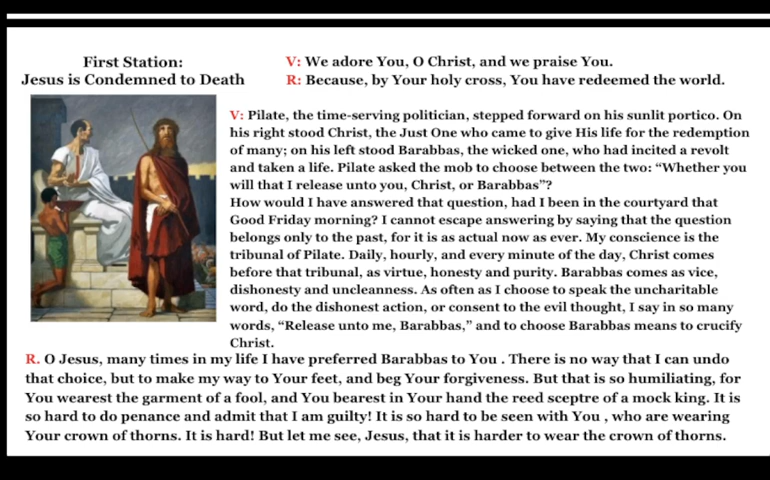 First Station:
Jesus is Condemned to Death
V: We adore You, O Christ, and we praise You.
R: Because, by Your holy cross, You have redeemed the world.
V: Pilate, the time-serving politician, stepped forward on his sunlit portico. On
his right stood Christ, the Just One who came to give His life for the redemption
of many; on his left stood Barabbas, the wicked one, who had incited a revolt
and taken a life. Pilate asked the mob to choose between the two: “Whether you
will that I release unto you, Christ, or Barabbas”?
How would I have answered that question, had I been in the courtyard that
Good Friday morning? I cannot escape answering by saying that the question
belongs only to the past, for it is as actual now as ever. My conscience is the
tribunal of Pilate. Daily, hourly, and every minute of the day, Christ comes
before that tribunal, as virtue, honesty and purity. Barabbas comes as vice,
dishonesty and uncleanness. As often as I choose to speak the uncharitable
word, do the dishonest action, or consent to the evil thought, I say in so many
words, “Release unto me, Barabbas,” and to choose Barabbas means to crucify
Christ.
R. O Jesus, many times in my life I have preferred Barabbas to You . There is no way that I can undo
that choice, but to make my way to Your feet, and beg Your forgiveness. But that is so humiliating, for
You wearest the garment of a fool, and You bearest in Your hand the reed sceptre of a mock king. It is
so hard to do penance and admit that I am guilty! It is so hard to be seen with You , who are wearing
Your crown of thorns. It is hard! But let me see, Jesus, that it is harder to wear the crown of thorns.